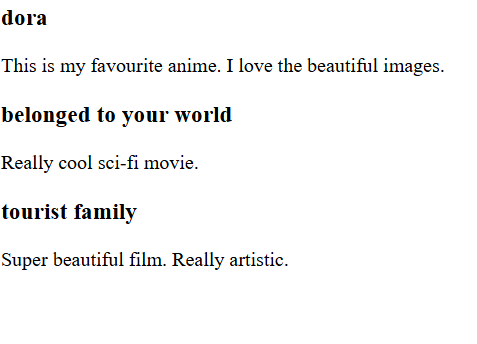 dora
This is my favourite anime. I love the beautiful images.
belonged to your world
Really cool sci-fi movie.
tourist family
Super beautiful film. Really artistic.